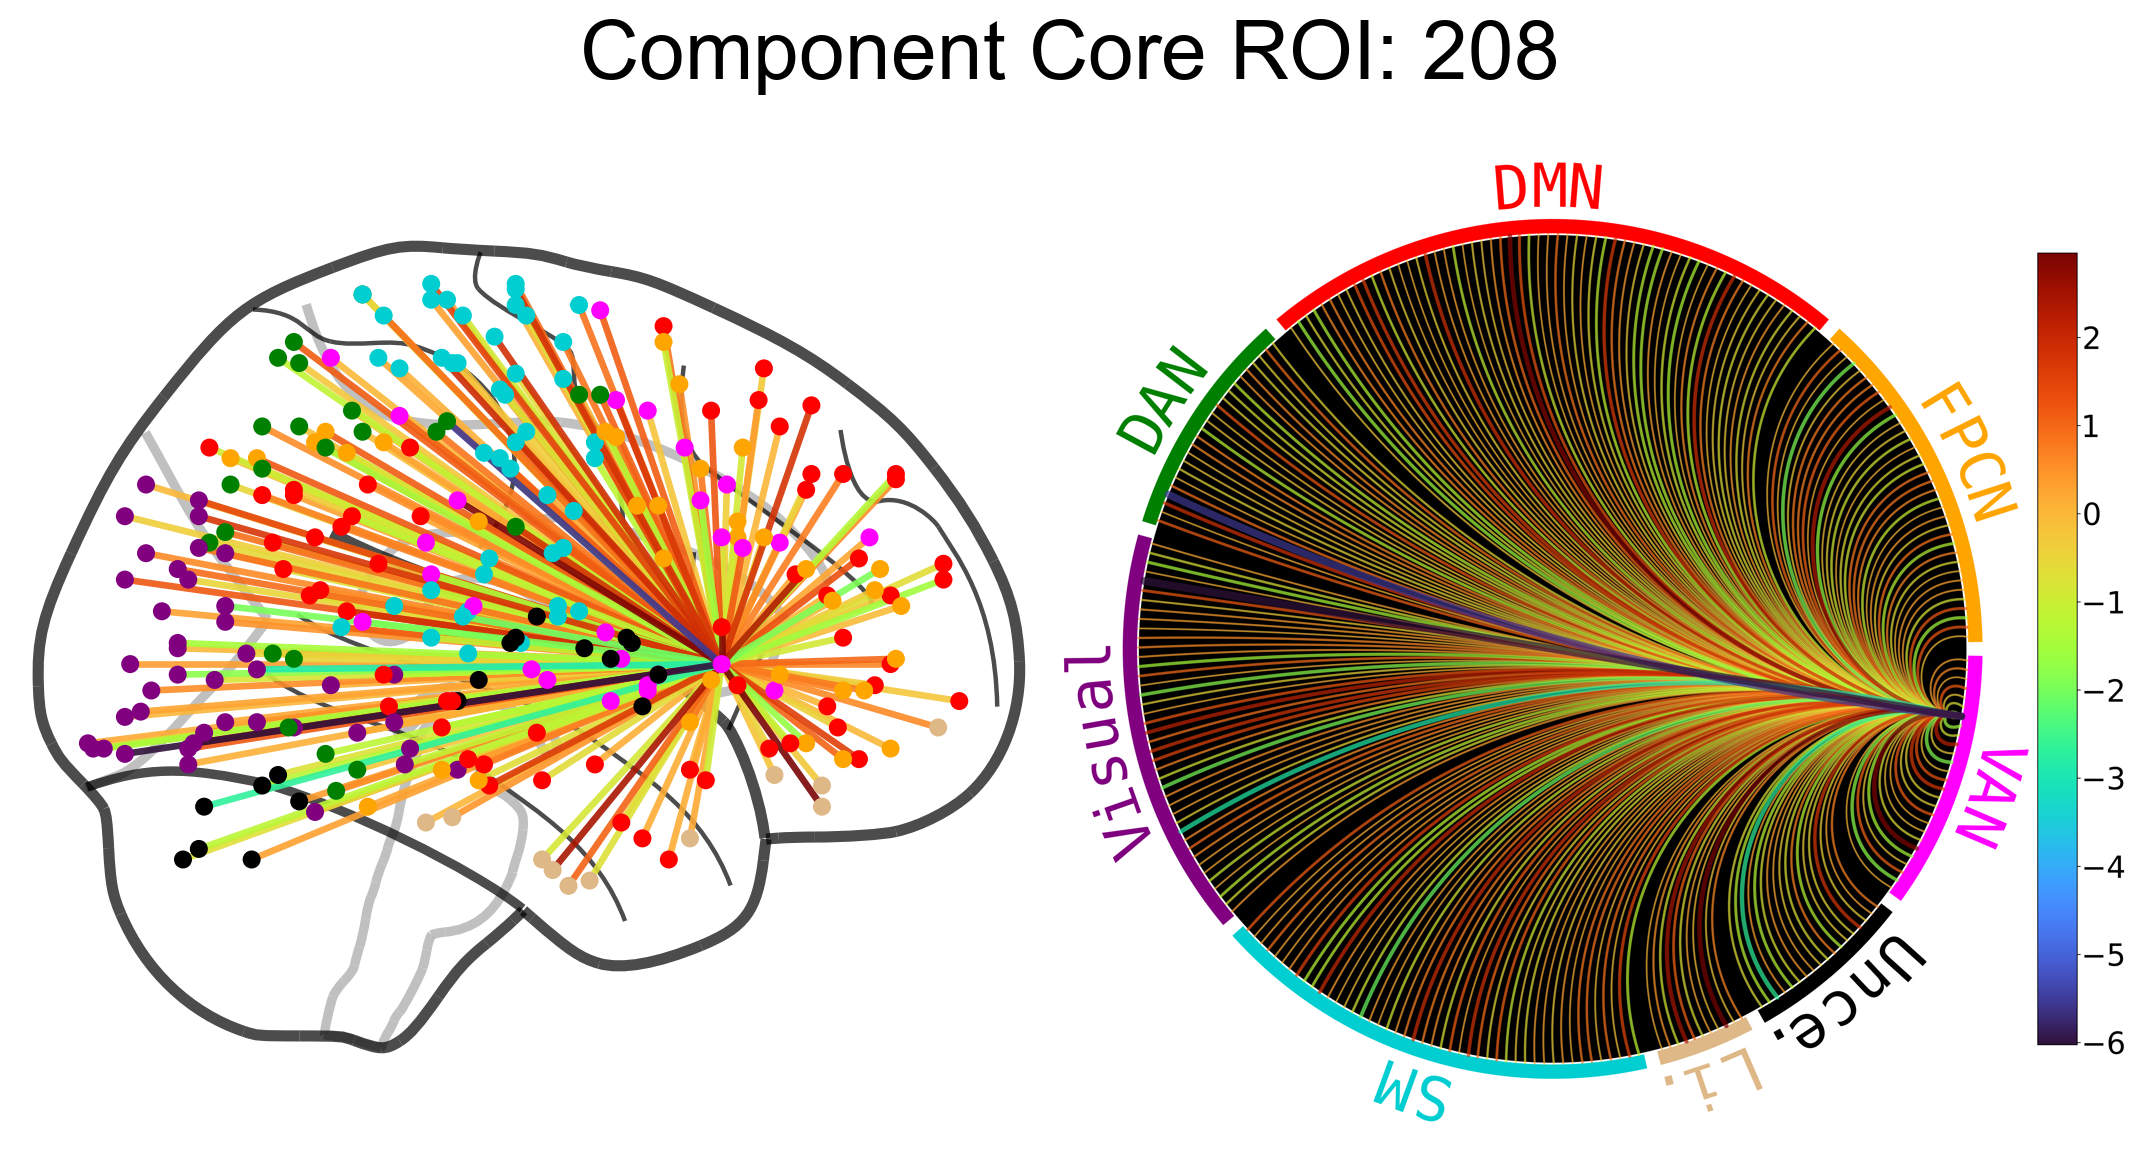 Component Core ROI: 208
DMN
FPCN
DAN
VAN
Visual
Unce.
Li.
SM
2
1
0
−1
−2
−3
−4
−5
−6